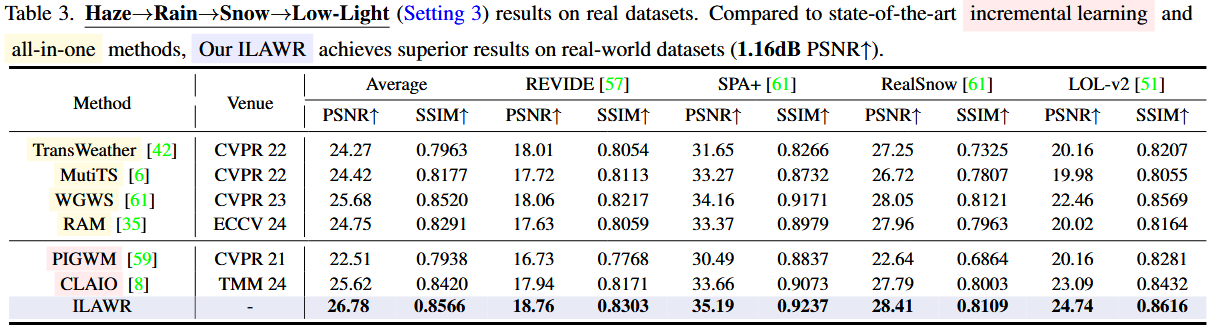 Table 3. Haze→Rain→Snow→Low-Light (Setting 3) results on real datasets. Compared to state-of-the-art incremental learning and
all-in-one methods, Our ILAWR achieves superior results on real-world datasets (1.16dB PSNR↑).
Method Venue Average REVIDE [57] SPA+ [61] RealSnow [61] LOL-v2 [51]
PSNR↑ SSIM↑ PSNR↑ SSIM↑ PSNR↑ SSIM↑ PSNR↑ SSIM↑ PSNR↑ SSIM↑
TransWeather [42] CVPR 22 24.27 0.7963 18.01 0.8054 31.65 0.8266 27.25 0.7325 20.16 0.8207
MutiTS [6] CVPR 22 24.42 0.8177 17.72 0.8113 33.27 0.8732 26.72 0.7807 19.98 0.8055
WGWS [61] CVPR 23 25.68 0.8520 18.06 0.8217 34.16 0.9171 28.05 0.8121 22.46 0.8569
RAM [35] ECCV 24 24.75 0.8291 17.63 0.8059 33.37 0.8979 27.96 0.7963 20.02 0.8164
PIGWM [59] CVPR 21 22.51 0.7938 16.73 0.7768 30.49 0.8837 22.64 0.6864 20.16 0.8281
CLAIO [8] TMM 24 25.62 0.8420 17.94 0.8171 33.66 0.9073 27.79 0.8003 23.09 0.8432
ILAWR - 26.78 0.8566 18.76 0.8303 35.19 0.9237 28.41 0.8109 24.74 0.8616